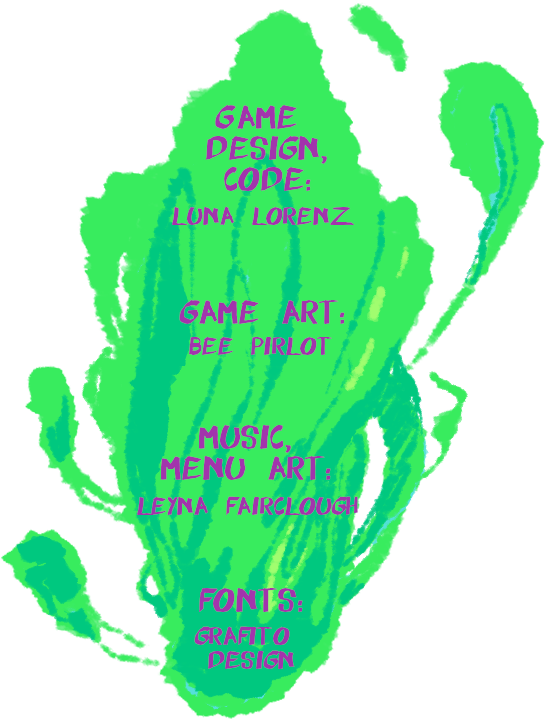 GAME
DESIGN,
CODE:
LUNA LORENZ
GAME ART:
BEE PIRLOT
MUSIC,
MENU ART:
LEYNA FAIRCLOUGH
FONTS:
GRAFITO
DESIGN